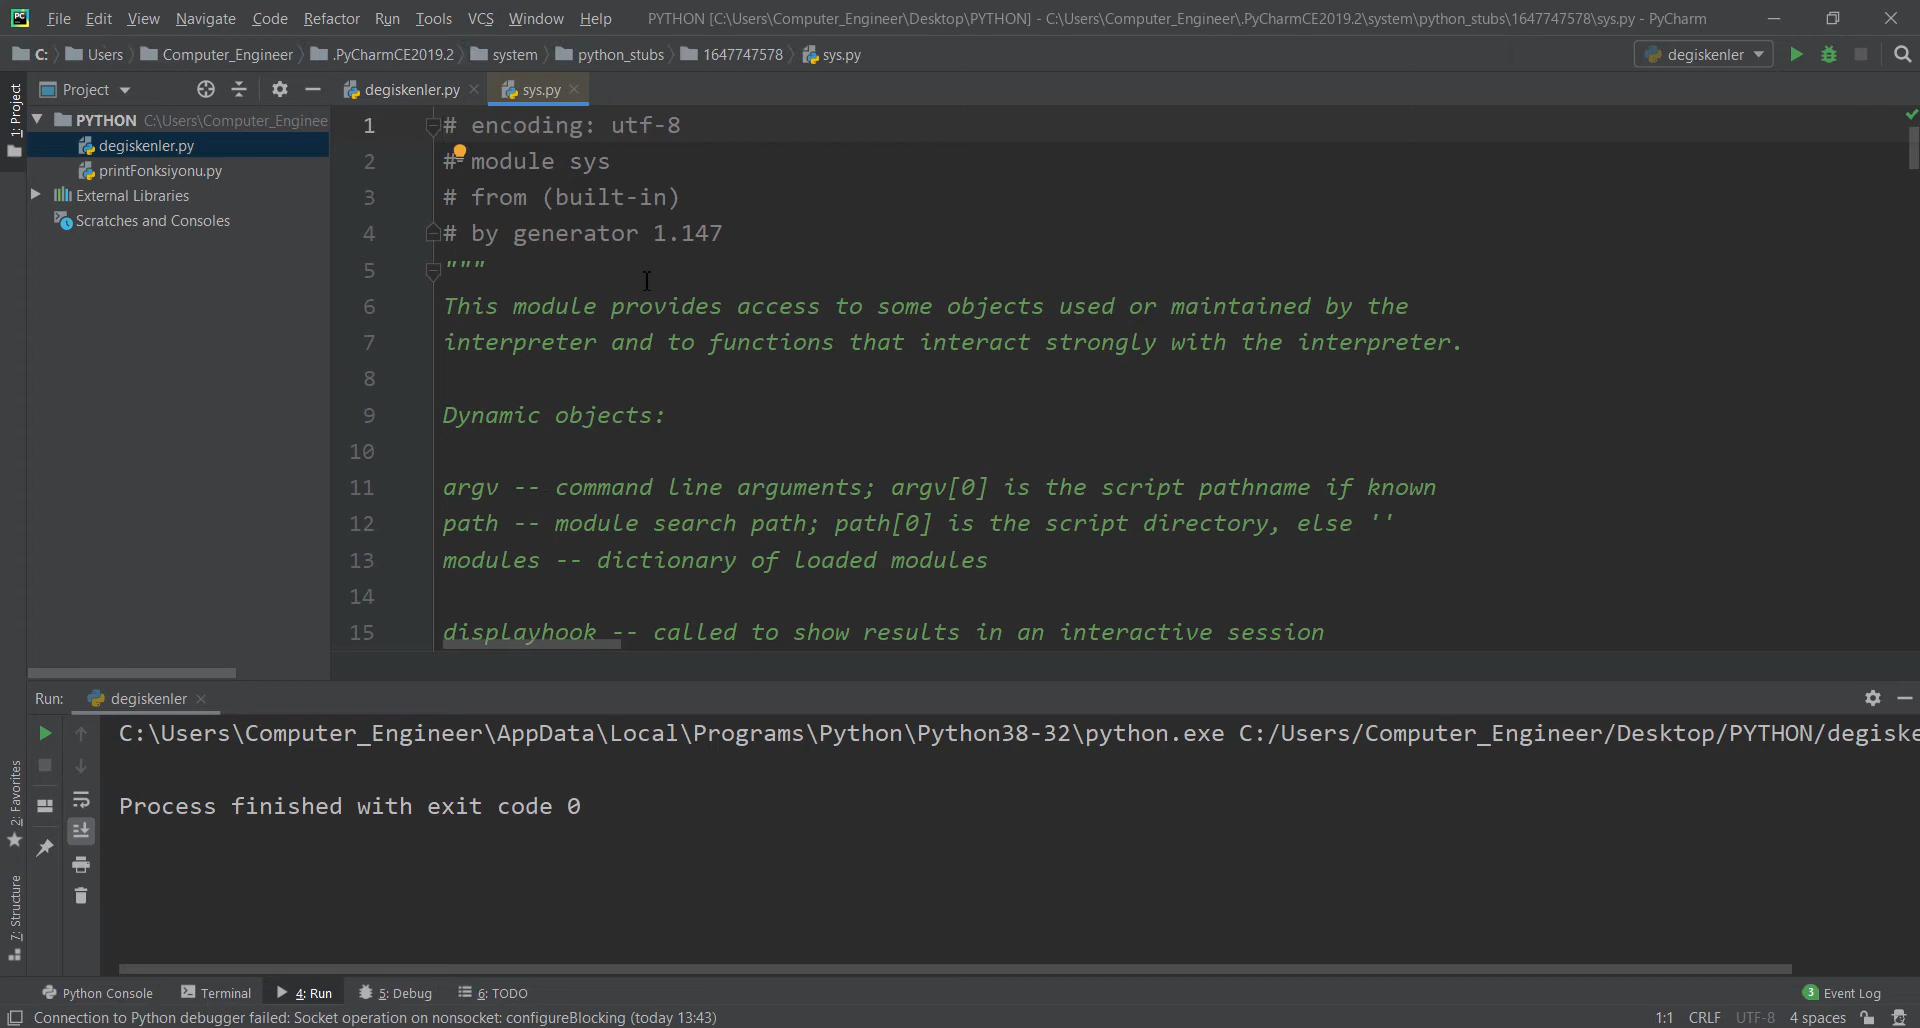 PC File Edit View Navigate Code Refactor Run Tools VCS Window Help PYTHON [C:\Users\Computer_Engineer\Desktop\PYTHON] - C:\Users\Computer_Engineer\.PyCharmCE2019.2\system\python_stubs\1647747578\sys.py - PyCharm
C: Users Computer_Engineer .PyCharmCE2019.2 system python_stubs 1647747578 sys.py degiskenler
1: Project
Project degiskenler.py sys.py
PYTHON C:\Users\Computer_Enginee
degiskenler.py
printFonksiyonu.py
External Libraries
Scratches and Consoles
1 # encoding: utf-8
2 # module sys
3 # from (built-in)
4 # by generator 1.147
5 """
6 This module provides access to some objects used or maintained by the
7 interpreter and to functions that interact strongly with the interpreter.
8
9 Dynamic objects:
10
11 argv -- command line arguments; argv[0] is the script pathname if known
12 path -- module search path; path[0] is the script directory, else ''
13 modules -- dictionary of loaded modules
14
15 displayhook -- called to show results in an interactive session
Run: degiskenler
C:\Users\Computer_Engineer\AppData\Local\Programs\Python\Python38-32\python.exe C:/Users/Computer_Engineer/Desktop/PYTHON/degiske
Process finished with exit code 0
2: Favorites
7: Structure
Python Console Terminal 4: Run 5: Debug 6: TODO 3 Event Log
Connection to Python debugger failed: Socket operation on nonsocket: configureBlocking (today 13:43) 1:1 CRLF UTF-8 4 spaces